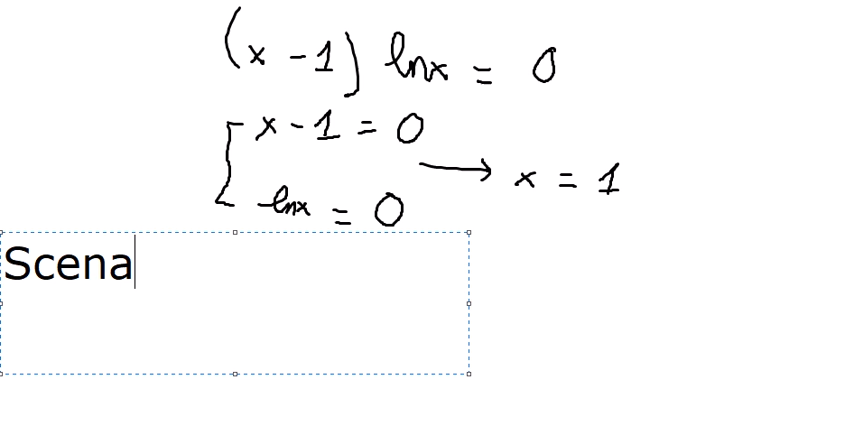 (x - 1) lnx = 0
x - 1 = 0
→ x = 1
lnx = 0
Scena